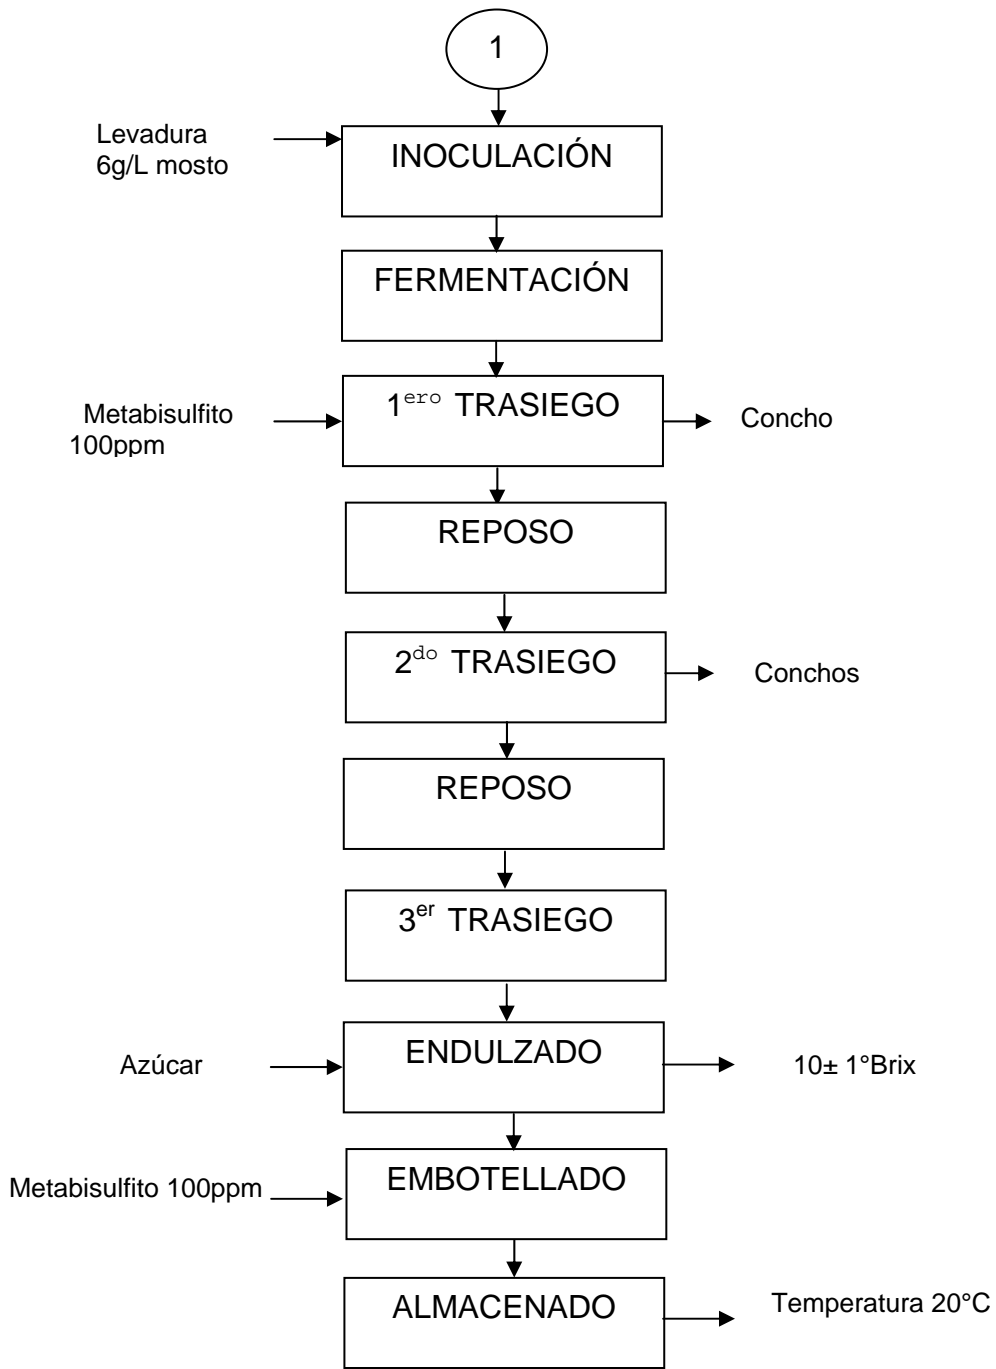 1
Levadura
6g/L mosto
INOCULACIÓN
FERMENTACIÓN
Metabisulfito
100ppm
1ero TRASIEGO
Concho
REPOSO
2do TRASIEGO
Conchos
REPOSO
3er TRASIEGO
Azúcar
ENDULZADO
10± 1°Brix
Metabisulfito 100ppm
EMBOTELLADO
ALMACENADO
Temperatura 20°C